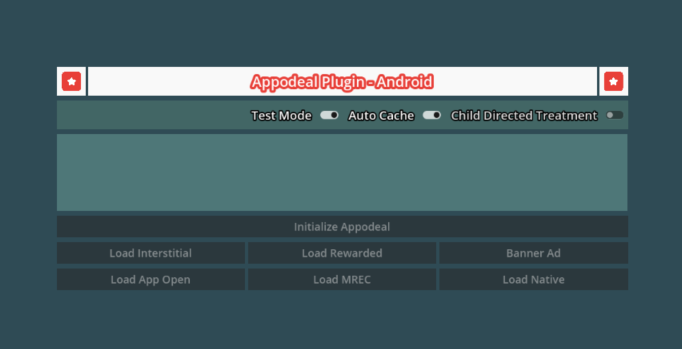 Appodeal Plugin - Android
Test Mode Auto Cache Child Directed Treatment
Initialize Appodeal
Load Interstitial Load Rewarded Banner Ad
Load App Open Load MREC Load Native